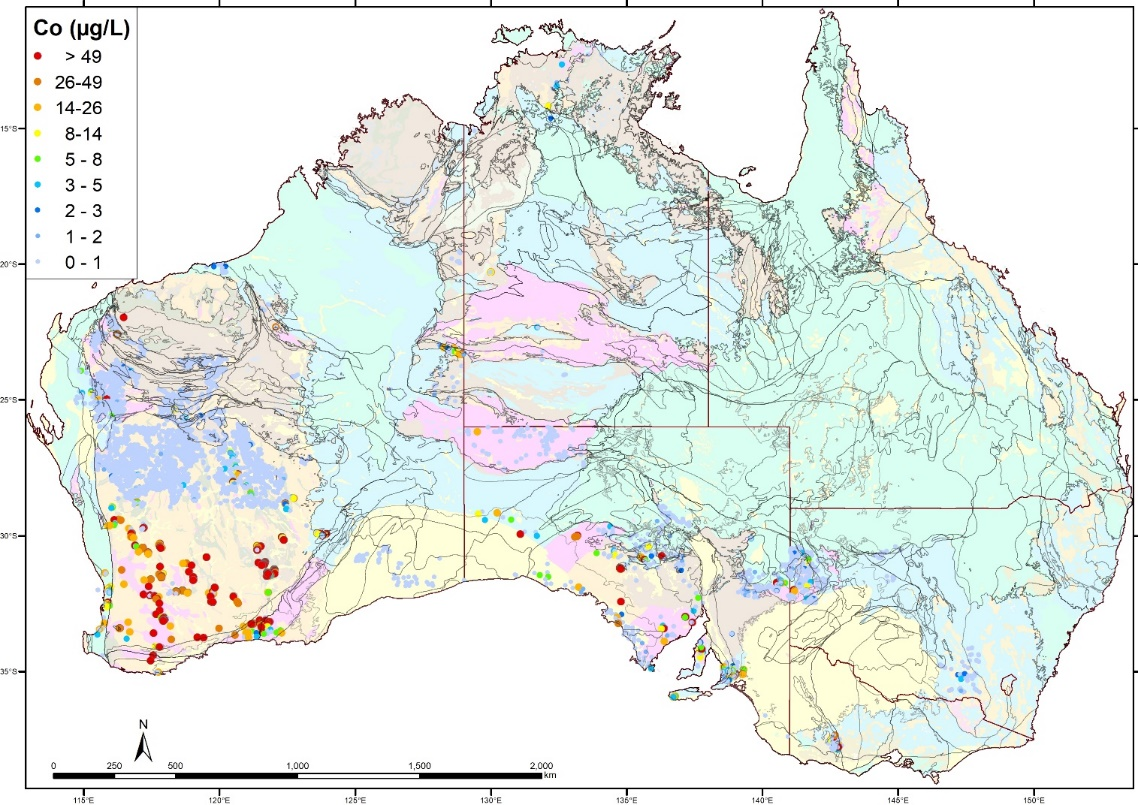 Co (µg/L)
> 49
26-49
14-26
8-14
5 - 8
3 - 5
2 - 3
1 - 2
0 - 1
15°S
20°S
25°S
30°S
35°S
N
0 250 500 1,000 1,500 2,000
km
115°E 120°E 125°E 130°E 135°E 140°E 145°E 150°E